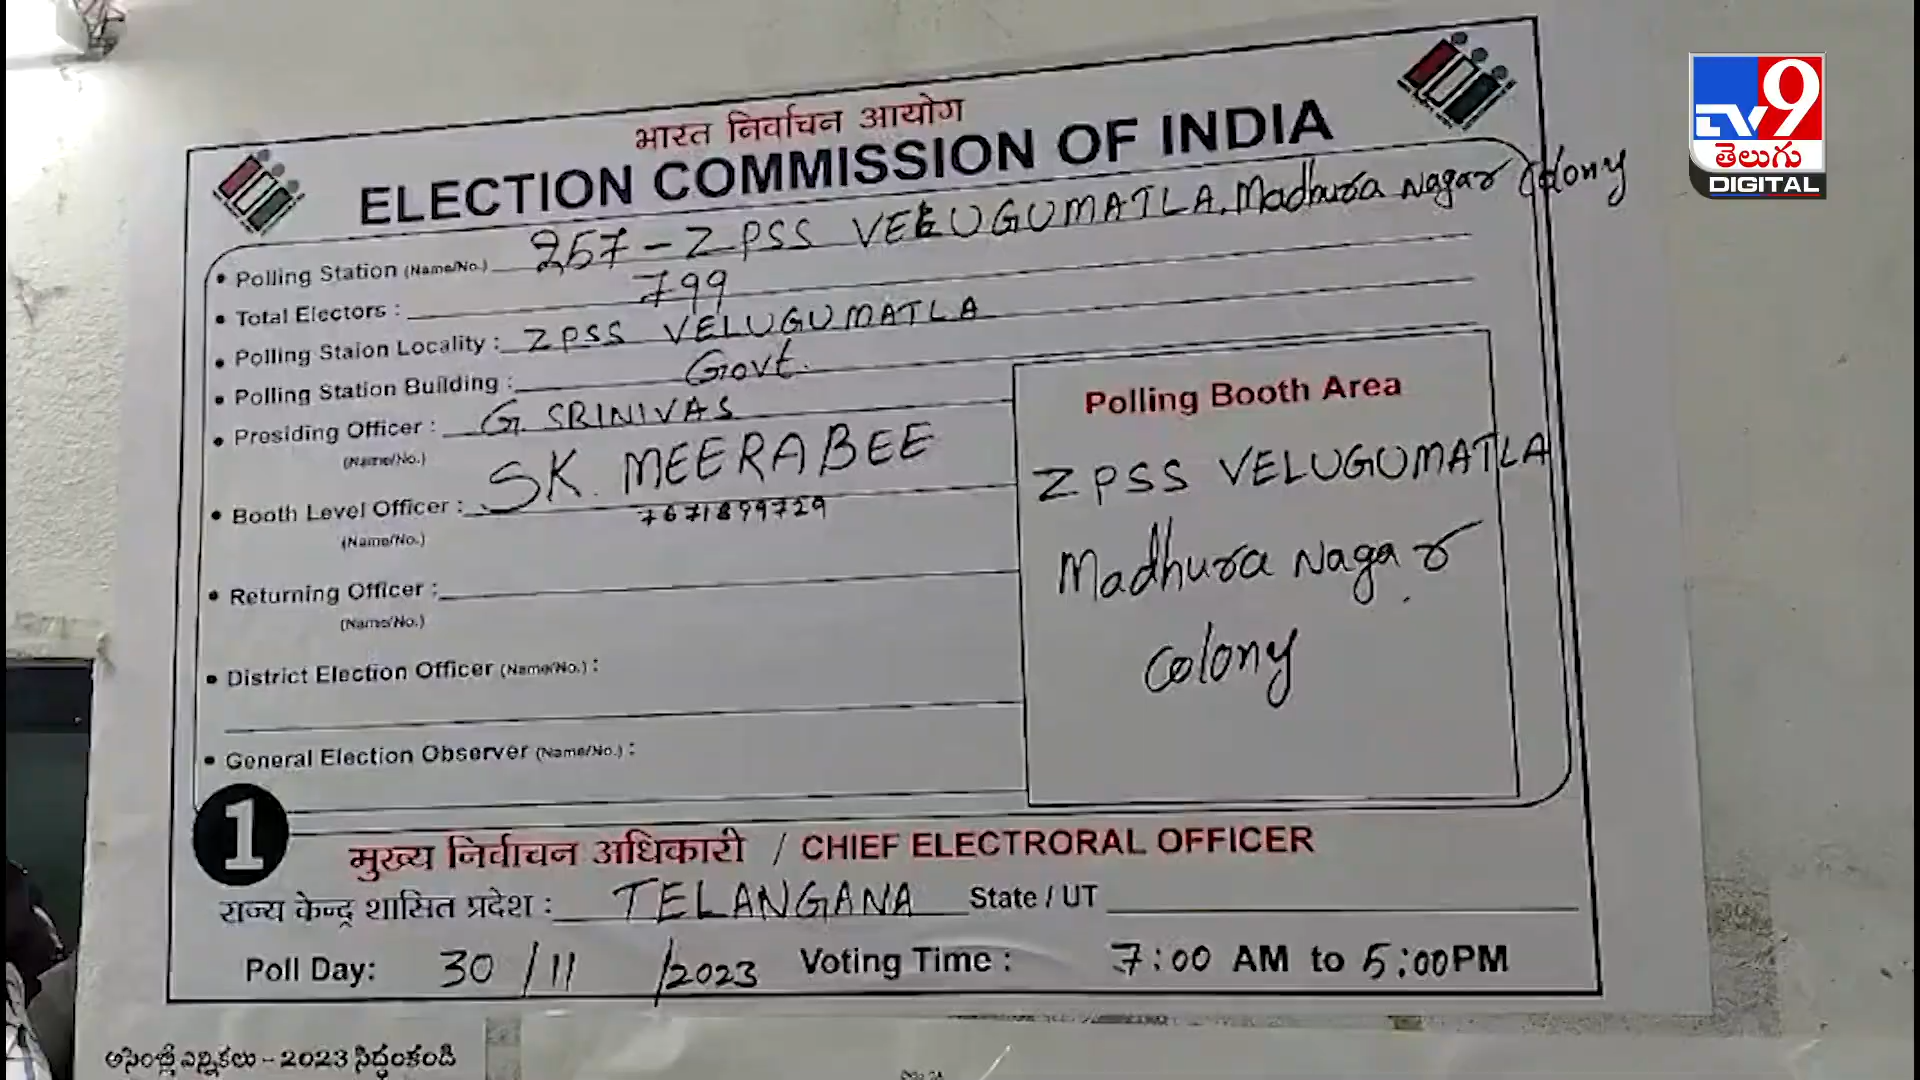 भारत निर्वाचन आयोग
ELECTION COMMISSION OF INDIA
• Polling Station (Name/No.) 257-ZPSS VELUGUMATLA, Madhura Nagar Colony
• Total Electors : 799
• Polling Staion Locality : ZPSS VELUGUMATLA
• Polling Station Building : Govt.
• Presiding Officer : G. SRINIVAS
(Name/No.)
• Booth Level Officer : SK. MEERABEE
(Name/No.) 7671899729
• Returning Officer :
(Name/No.)
• District Election Officer (Name/No.) :
• General Election Observer (Name/No.) :
Polling Booth Area
ZPSS VELUGUMATLA
Madhura Nagar
Colony
1
मुख्य निर्वाचन अधिकारी / CHIEF ELECTRORAL OFFICER
राज्य केन्द्र शासित प्रदेश : TELANGANA State / UT
Poll Day: 30/11/2023 Voting Time : 7:00 AM to 5:00PM
అసెంబ్లీ ఎన్నికలు - 2023 సిద్ధంకండి
TV9
తెలుగు
DIGITAL